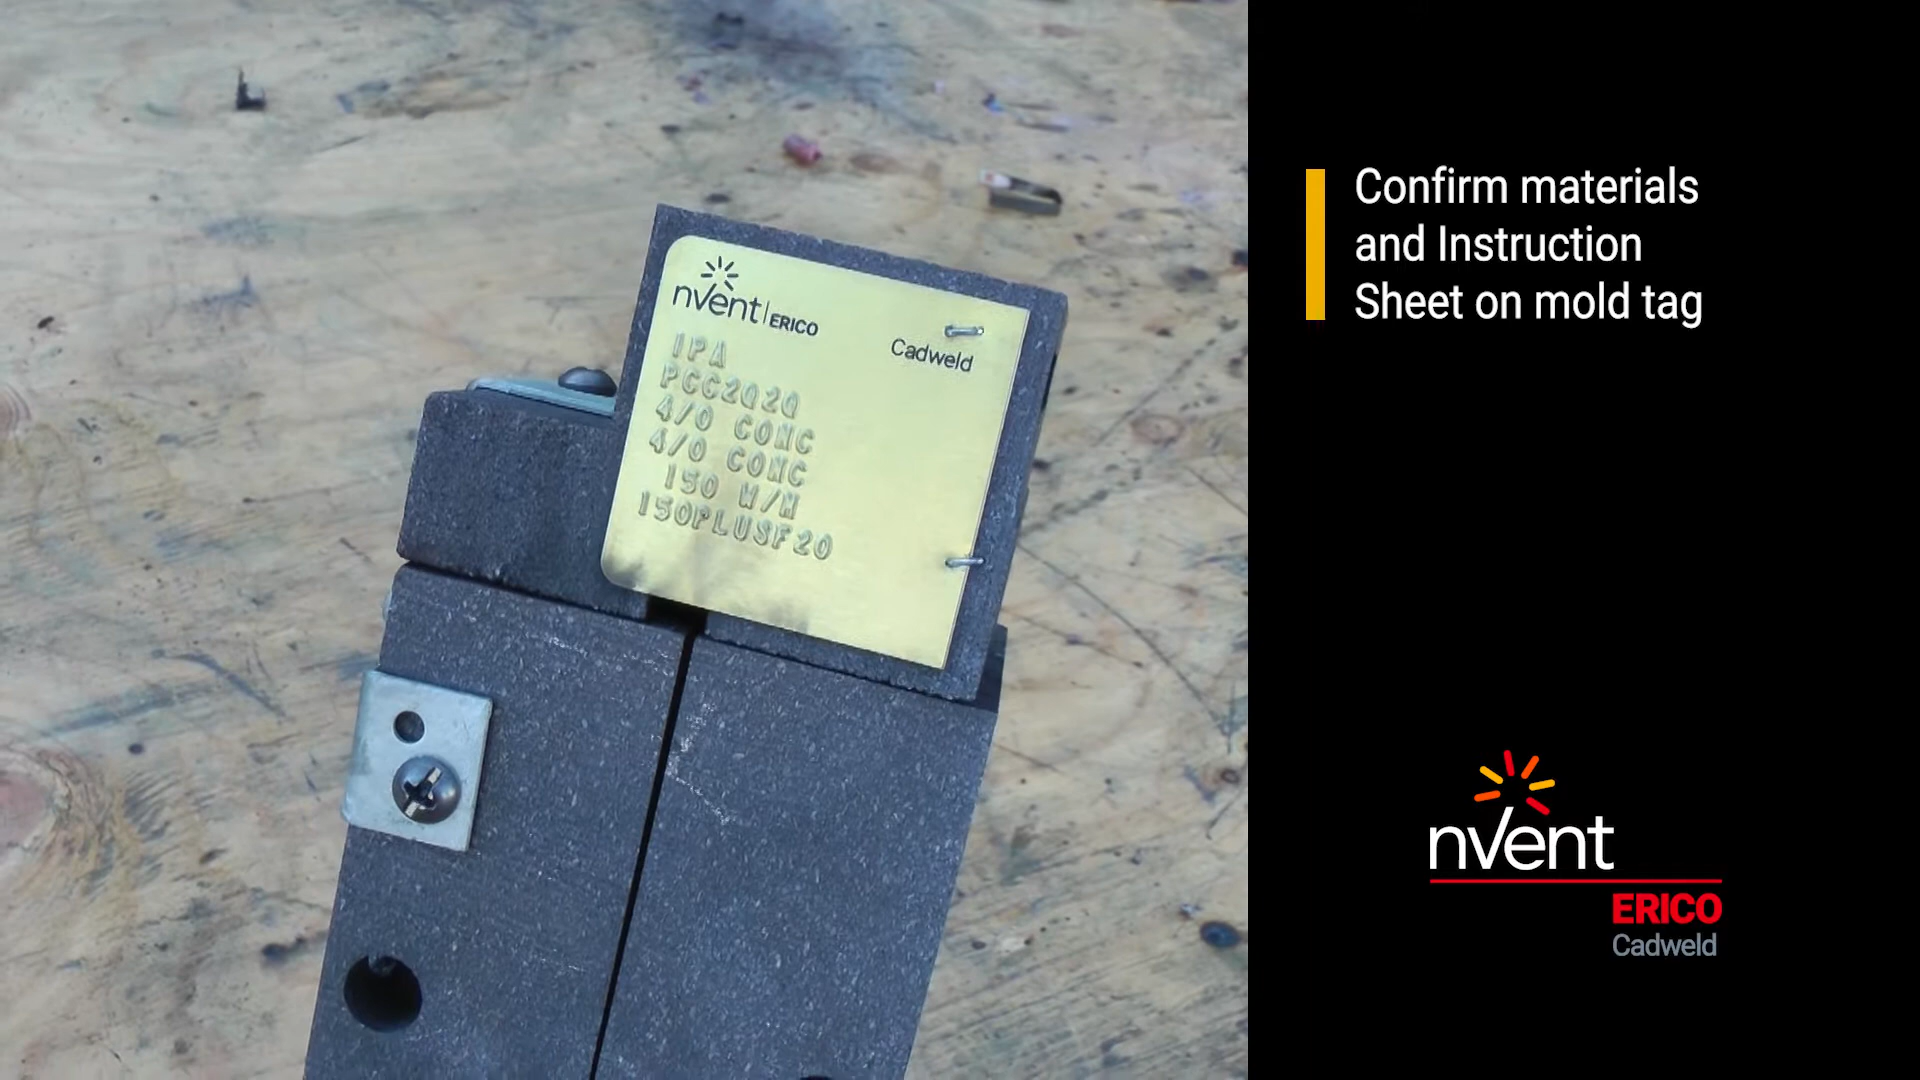 nvent | ERICO
Cadweld
IPA
PCC2Q2Q
4/0 CONC
4/0 CONC
150 W/M
150PLUSF20
Confirm materials
and Instruction
Sheet on mold tag
nvent
ERICO
Cadweld